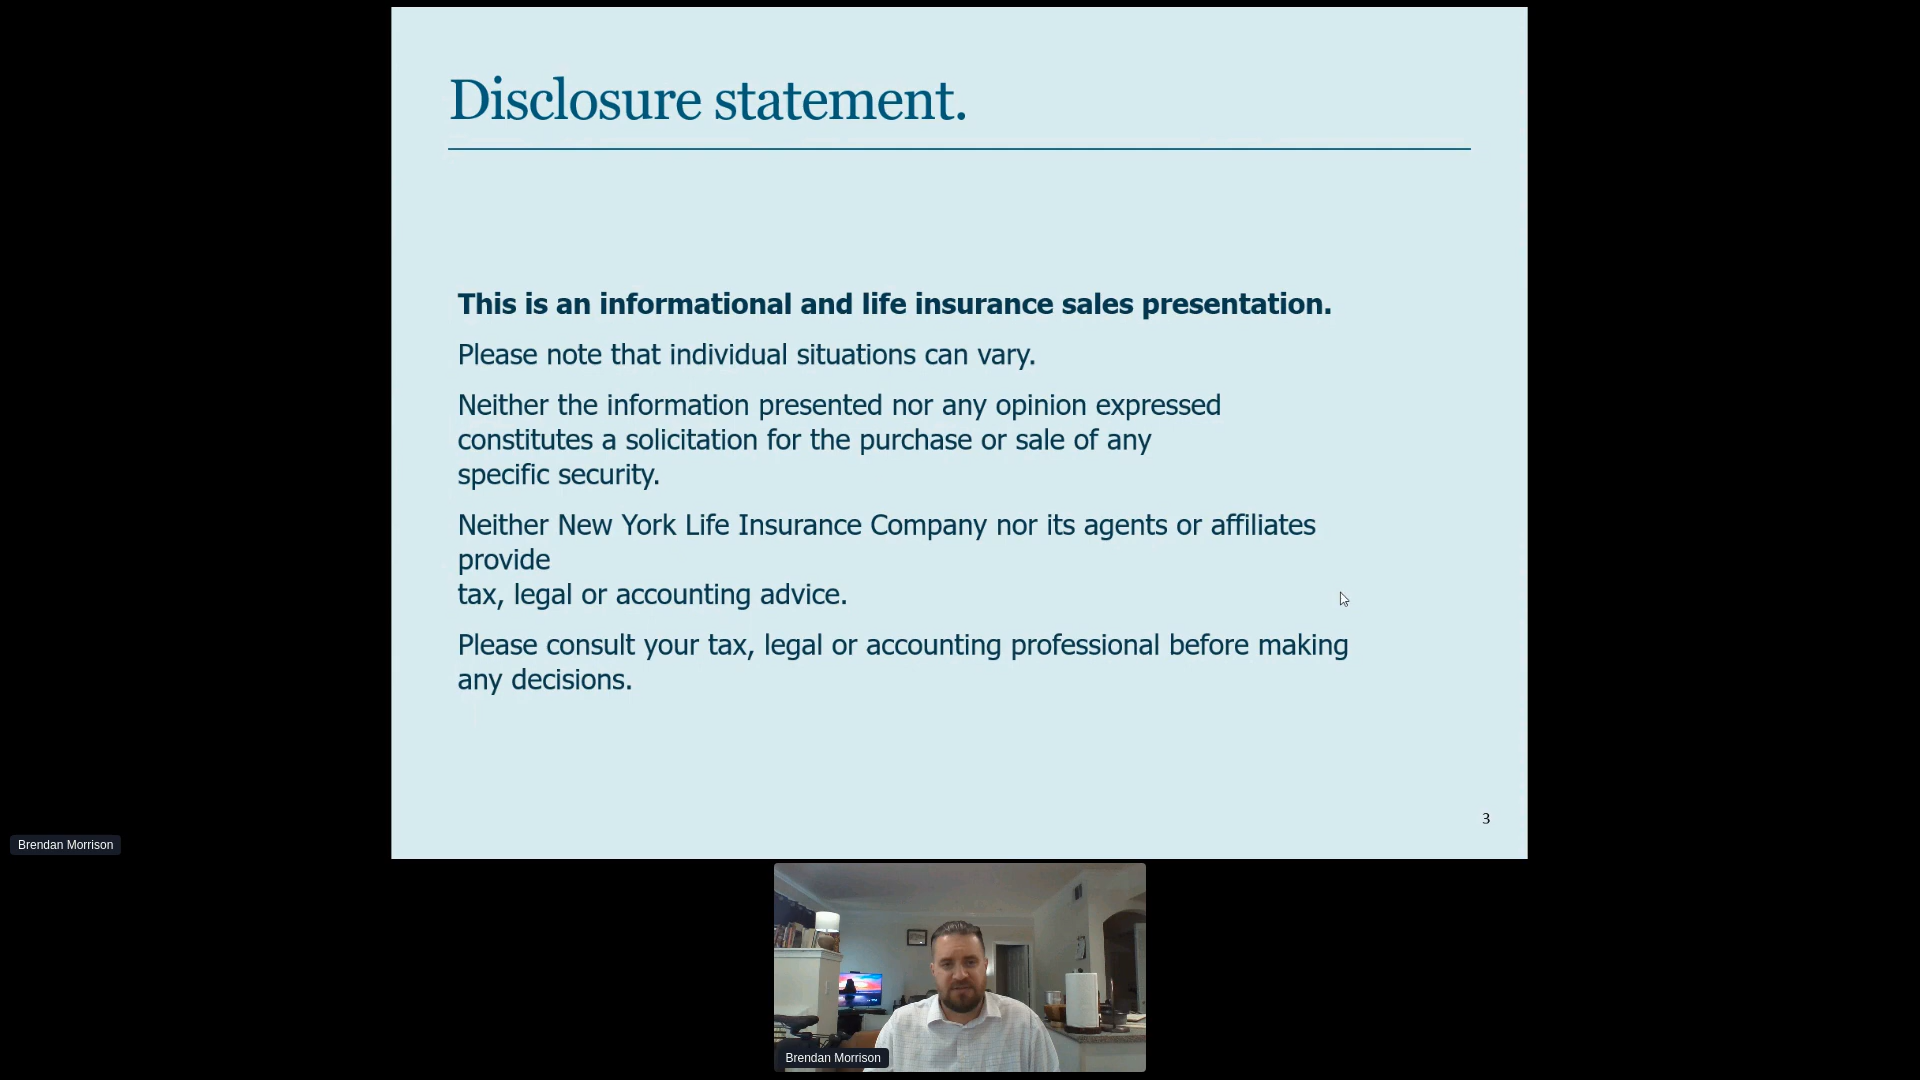 Disclosure statement.
This is an informational and life insurance sales presentation.
Please note that individual situations can vary.
Neither the information presented nor any opinion expressed
constitutes a solicitation for the purchase or sale of any
specific security.
Neither New York Life Insurance Company nor its agents or affiliates
provide
tax, legal or accounting advice.
Please consult your tax, legal or accounting professional before making
any decisions.
3
Brendan Morrison
Brendan Morrison